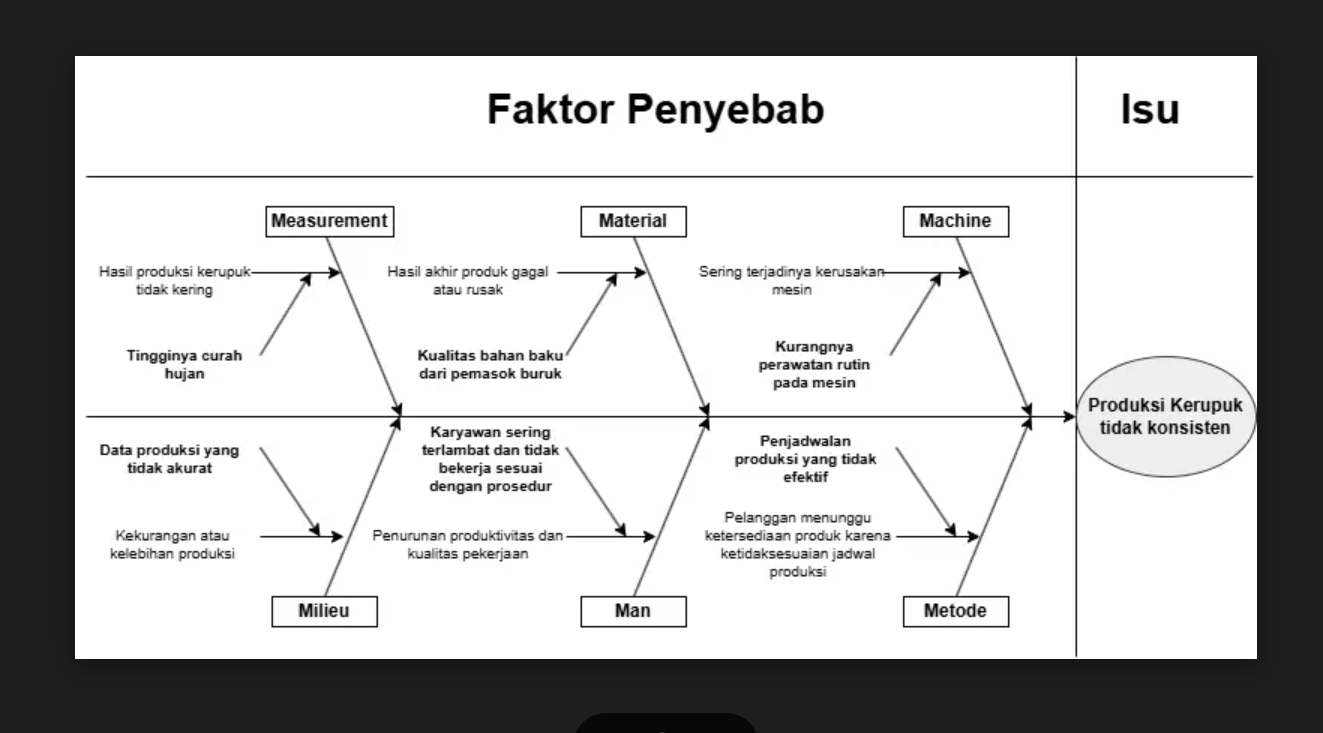 Faktor Penyebab
Isu
Measurement
Material
Machine
Hasil produksi kerupuk
tidak kering
Hasil akhir produk gagal
atau rusak
Sering terjadinya kerusakan
mesin
Tingginya curah
hujan
Kualitas bahan baku
dari pemasok buruk
Kurangnya
perawatan rutin
pada mesin
Produksi Kerupuk
tidak konsisten
Data produksi yang
tidak akurat
Karyawan sering
terlambat dan tidak
bekerja sesuai
dengan prosedur
Penjadwalan
produksi yang tidak
efektif
Kekurangan atau
kelebihan produksi
Penurunan produktivitas dan
kualitas pekerjaan
Pelanggan menunggu
ketersediaan produk karena
ketidaksesuaian jadwal
produksi
Milieu
Man
Metode